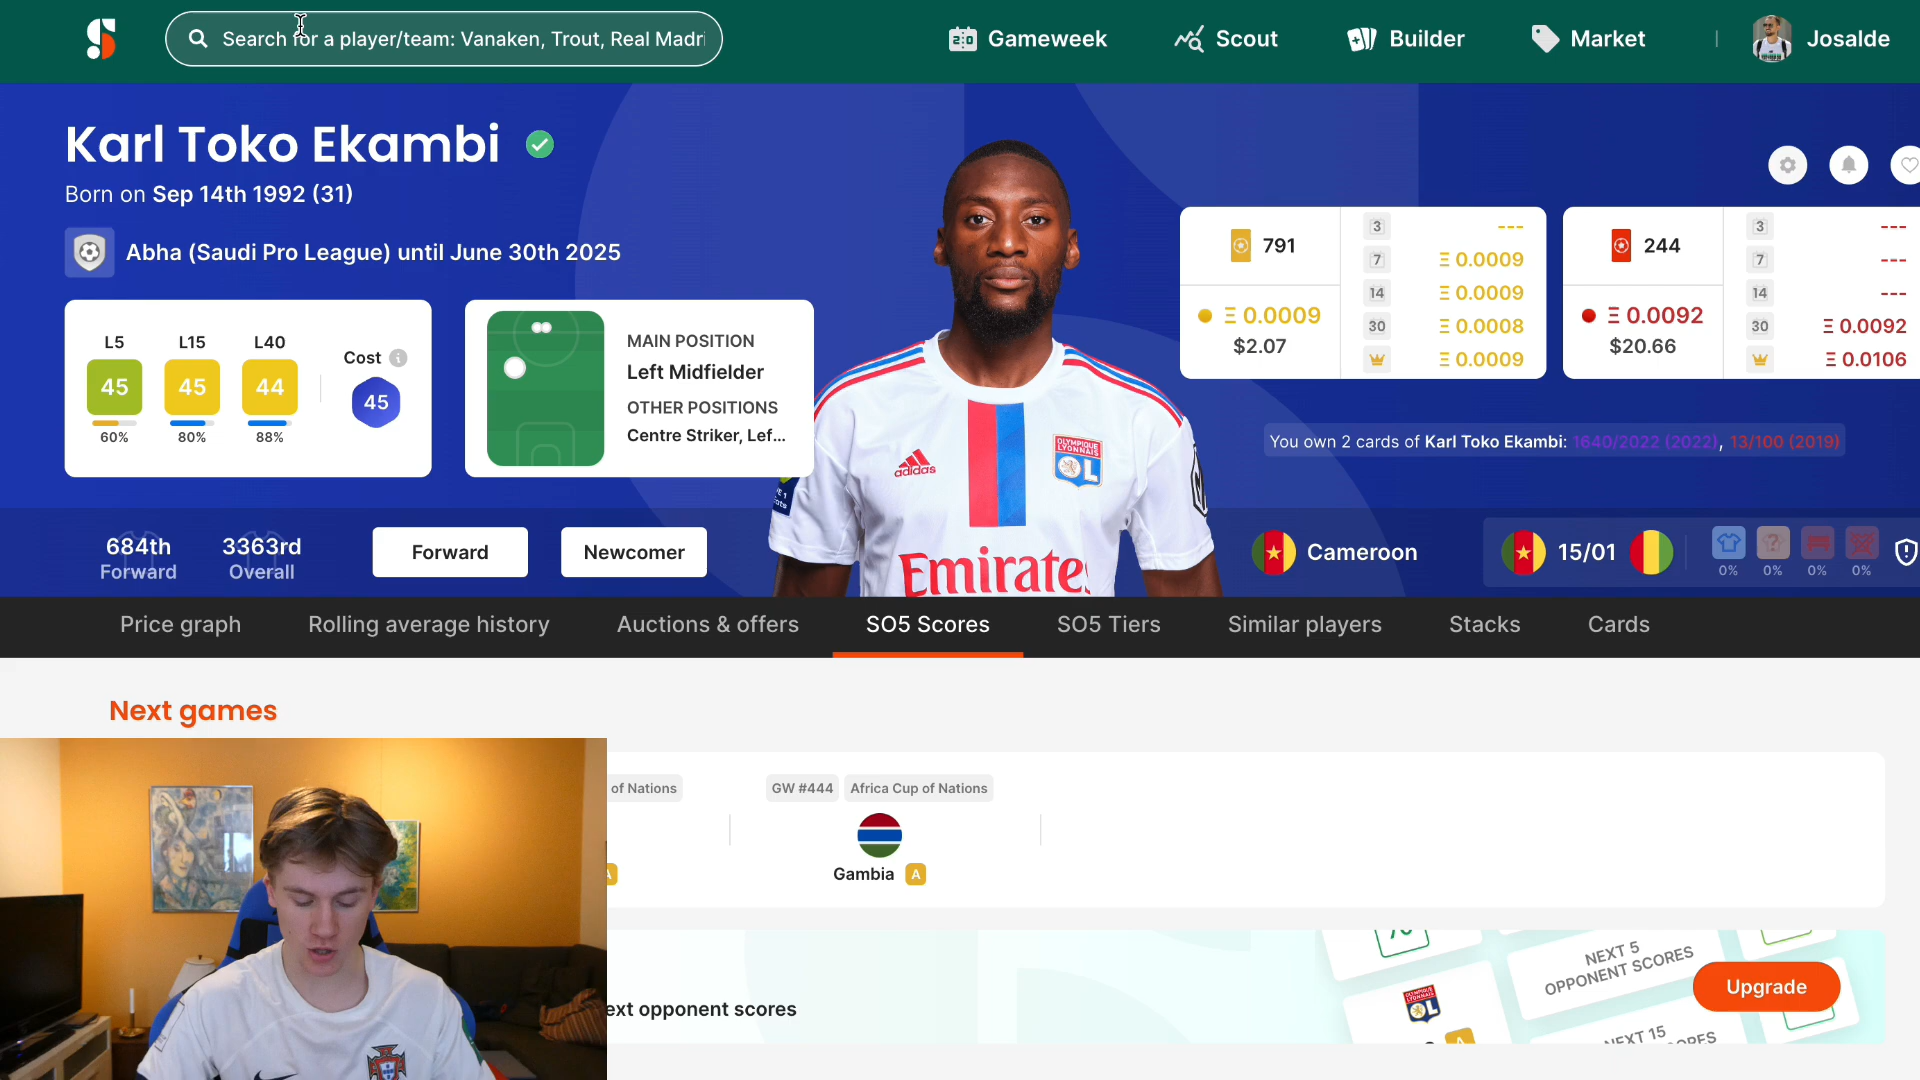 Search for a player/team: Vanaken, Trout, Real Madri
Gameweek
Scout
Builder
Market
Josalde
Karl Toko Ekambi
Born on Sep 14th 1992 (31)
Abha (Saudi Pro League) until June 30th 2025
L5
L15
L40
Cost
45
45
44
45
60%
80%
88%
MAIN POSITION
Left Midfielder
OTHER POSITIONS
Centre Striker, Lef...
791
Ξ 0.0009
$2.07
3
---
7
Ξ 0.0009
14
Ξ 0.0009
30
Ξ 0.0008
Ξ 0.0009
244
Ξ 0.0092
$20.66
3
---
7
---
14
---
30
Ξ 0.0092
Ξ 0.0106
You own 2 cards of Karl Toko Ekambi: 1640/2022 (2022), 13/100 (2019)
adidas
OLYMPIQUE
LYONNAIS
OL
Emirates
684th
Forward
3363rd
Overall
Forward
Newcomer
Cameroon
15/01
0%
0%
0%
0%
Price graph
Rolling average history
Auctions & offers
SO5 Scores
SO5 Tiers
Similar players
Stacks
Cards
Next games
of Nations
GW #444
Africa Cup of Nations
A
Gambia
A
ext opponent scores
NEXT 5
OPPONENT SCORES
NEXT 15
Upgrade